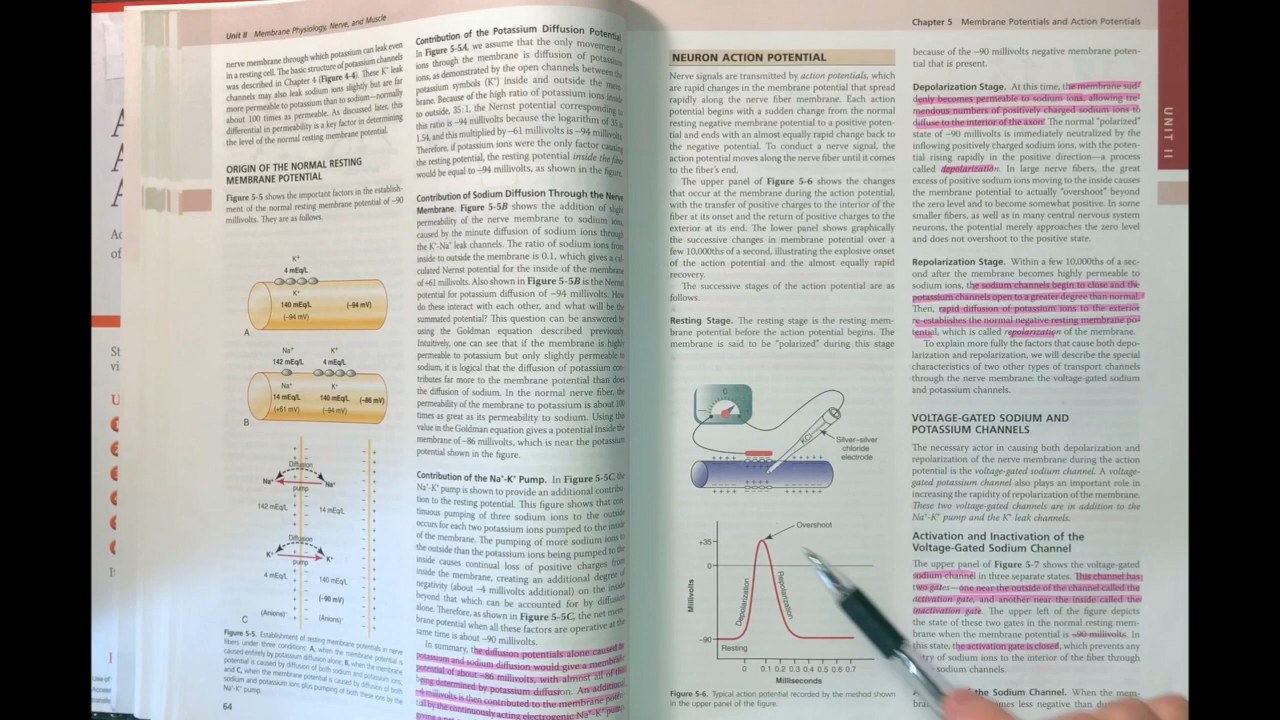 Unit II Membrane Physiology, Nerve, and Muscle
nerve membrane through which potassium can leak even
in a resting cell. The basic structure of potassium channels
was described in Chapter 4 (Figure 4-4). These K⁺ leak
channels may also leak sodium ions slightly but are far
more permeable to potassium than to sodium—normally
about 100 times as permeable. As discussed later, this
differential in permeability is a key factor in determining
the level of the normal resting membrane potential.
ORIGIN OF THE NORMAL RESTING
MEMBRANE POTENTIAL
Figure 5-5 shows the important factors in the establish-
ment of the normal resting membrane potential of −90
millivolts. They are as follows.
K⁺
4 mEq/L
K⁺
140 mEq/L (−94 mV)
(−94 mV)
A
Na⁺ K⁺
142 mEq/L 4 mEq/L
Na⁺ K⁺
14 mEq/L 140 mEq/L (−86 mV)
(+61 mV) (−94 mV)
B
Diffusion
Na⁺ Na⁺
pump
142 mEq/L 14 mEq/L
Diffusion
K⁺ K⁺
pump
4 mEq/L 140 mEq/L
(−90 mV)
(Anions)⁻ (Anions)⁻
C
Figure 5-5. Establishment of resting membrane potentials in nerve
fibers under three conditions: A, when the membrane potential is
caused entirely by potassium diffusion alone; B, when the membrane
potential is caused by diffusion of both sodium and potassium ions;
and C, when the membrane potential is caused by diffusion of both
sodium and potassium ions plus pumping of both these ions by the
Na⁺-K⁺ pump.
64
Contribution of the Potassium Diffusion Potential
In Figure 5-5A, we assume that the only movement of
ions through the membrane is diffusion of potassium
ions, as demonstrated by the open channels between the
potassium symbols (K⁺) inside and outside the mem-
brane. Because of the high ratio of potassium ions inside
to outside, 35:1, the Nernst potential corresponding to
this ratio is −94 millivolts because the logarithm of 35 is
1.54, and this multiplied by −61 millivolts is −94 millivolts.
Therefore, if potassium ions were the only factor causing
the resting potential, the resting potential inside the fiber
would be equal to −94 millivolts, as shown in the figure.
Contribution of Sodium Diffusion Through the Nerve
Membrane. Figure 5-5B shows the addition of slight
permeability of the nerve membrane to sodium ions,
caused by the minute diffusion of sodium ions through
the K⁺-Na⁺ leak channels. The ratio of sodium ions from
inside to outside the membrane is 0.1, which gives a cal-
culated Nernst potential for the inside of the membrane
of +61 millivolts. Also shown in Figure 5-5B is the Nernst
potential for potassium diffusion of −94 millivolts. How
do these interact with each other, and what will be the
summated potential? This question can be answered by
using the Goldman equation described previously.
Intuitively, one can see that if the membrane is highly
permeable to potassium but only slightly permeable to
sodium, it is logical that the diffusion of potassium con-
tributes far more to the membrane potential than does
the diffusion of sodium. In the normal nerve fiber, the
permeability of the membrane to potassium is about 100
times as great as its permeability to sodium. Using this
value in the Goldman equation gives a potential inside the
membrane of −86 millivolts, which is near the potassium
potential shown in the figure.
Contribution of the Na⁺-K⁺ Pump. In Figure 5-5C, the
Na⁺-K⁺ pump is shown to provide an additional contribu-
tion to the resting potential. This figure shows that con-
tinuous pumping of three sodium ions to the outside
occurs for each two potassium ions pumped to the inside
of the membrane. The pumping of more sodium ions to
the outside than the potassium ions being pumped to the
inside causes continual loss of positive charges from
inside the membrane, creating an additional degree of
negativity (about −4 millivolts additional) on the inside
beyond that which can be accounted for by diffusion
alone. Therefore, as shown in Figure 5-5C, the net mem-
brane potential when all these factors are operative at the
same time is about −90 millivolts.
In summary, the diffusion potentials alone caused by
potassium and sodium diffusion would give a membrane
potential of about −86 millivolts, with almost all of this
being determined by potassium diffusion. An additional
−4 millivolts is then contributed to the membrane poten-
tial by the continuously acting electrogenic Na⁺-K⁺ pump,
Chapter 5 Membrane Potentials and Action Potentials
NEURON ACTION POTENTIAL
Nerve signals are transmitted by action potentials, which
are rapid changes in the membrane potential that spread
rapidly along the nerve fiber membrane. Each action
potential begins with a sudden change from the normal
resting negative membrane potential to a positive poten-
tial and ends with an almost equally rapid change back to
the negative potential. To conduct a nerve signal, the
action potential moves along the nerve fiber until it comes
to the fiber's end.
The upper panel of Figure 5-6 shows the changes
that occur at the membrane during the action potential,
with the transfer of positive charges to the interior of the
fiber at its onset and the return of positive charges to the
exterior at its end. The lower panel shows graphically
the successive changes in membrane potential over a
few 10,000ths of a second, illustrating the explosive onset
of the action potential and the almost equally rapid
recovery.
The successive stages of the action potential are as
follows.
Resting Stage. The resting stage is the resting mem-
brane potential before the action potential begins. The
membrane is said to be "polarized" during this stage
KCl
Silver–silver
chloride
electrode
Overshoot
+35
0
−90
Millivolts
Depolarization
Repolarization
Resting
0 0.1 0.2 0.3 0.4 0.5 0.6 0.7
Milliseconds
Figure 5-6. Typical action potential recorded by the method shown
in the upper panel of the figure.
because of the −90 millivolts negative membrane poten-
tial that is present.
Depolarization Stage. At this time, the membrane sud-
denly becomes permeable to sodium ions, allowing tre-
mendous numbers of positively charged sodium ions to
diffuse to the interior of the axon. The normal "polarized"
state of −90 millivolts is immediately neutralized by the
inflowing positively charged sodium ions, with the poten-
tial rising rapidly in the positive direction—a process
called depolarization. In large nerve fibers, the great
excess of positive sodium ions moving to the inside causes
the membrane potential to actually "overshoot" beyond
the zero level and to become somewhat positive. In some
smaller fibers, as well as in many central nervous system
neurons, the potential merely approaches the zero level
and does not overshoot to the positive state.
Repolarization Stage. Within a few 10,000ths of a sec-
ond after the membrane becomes highly permeable to
sodium ions, the sodium channels begin to close and the
potassium channels open to a greater degree than normal.
Then, rapid diffusion of potassium ions to the exterior
re-establishes the normal negative resting membrane po-
tential, which is called repolarization of the membrane.
To explain more fully the factors that cause both depo-
larization and repolarization, we will describe the special
characteristics of two other types of transport channels
through the nerve membrane: the voltage-gated sodium
and potassium channels.
VOLTAGE-GATED SODIUM AND
POTASSIUM CHANNELS
The necessary actor in causing both depolarization and
repolarization of the nerve membrane during the action
potential is the voltage-gated sodium channel. A voltage-
gated potassium channel also plays an important role in
increasing the rapidity of repolarization of the membrane.
These two voltage-gated channels are in addition to the
Na⁺-K⁺ pump and the K⁺ leak channels.
Activation and Inactivation of the
Voltage-Gated Sodium Channel
The upper panel of Figure 5-7 shows the voltage-gated
sodium channel in three separate states. This channel has
two gates—one near the outside of the channel called the
activation gate, and another near the inside called the
inactivation gate. The upper left of the figure depicts
the state of these two gates in the normal resting mem-
brane when the membrane potential is −90 millivolts. In
this state, the activation gate is closed, which prevents any
try of sodium ions to the interior of the fiber through
sodium channels.
the Sodium Channel. When the mem-
bra mes less negative du
UNIT II